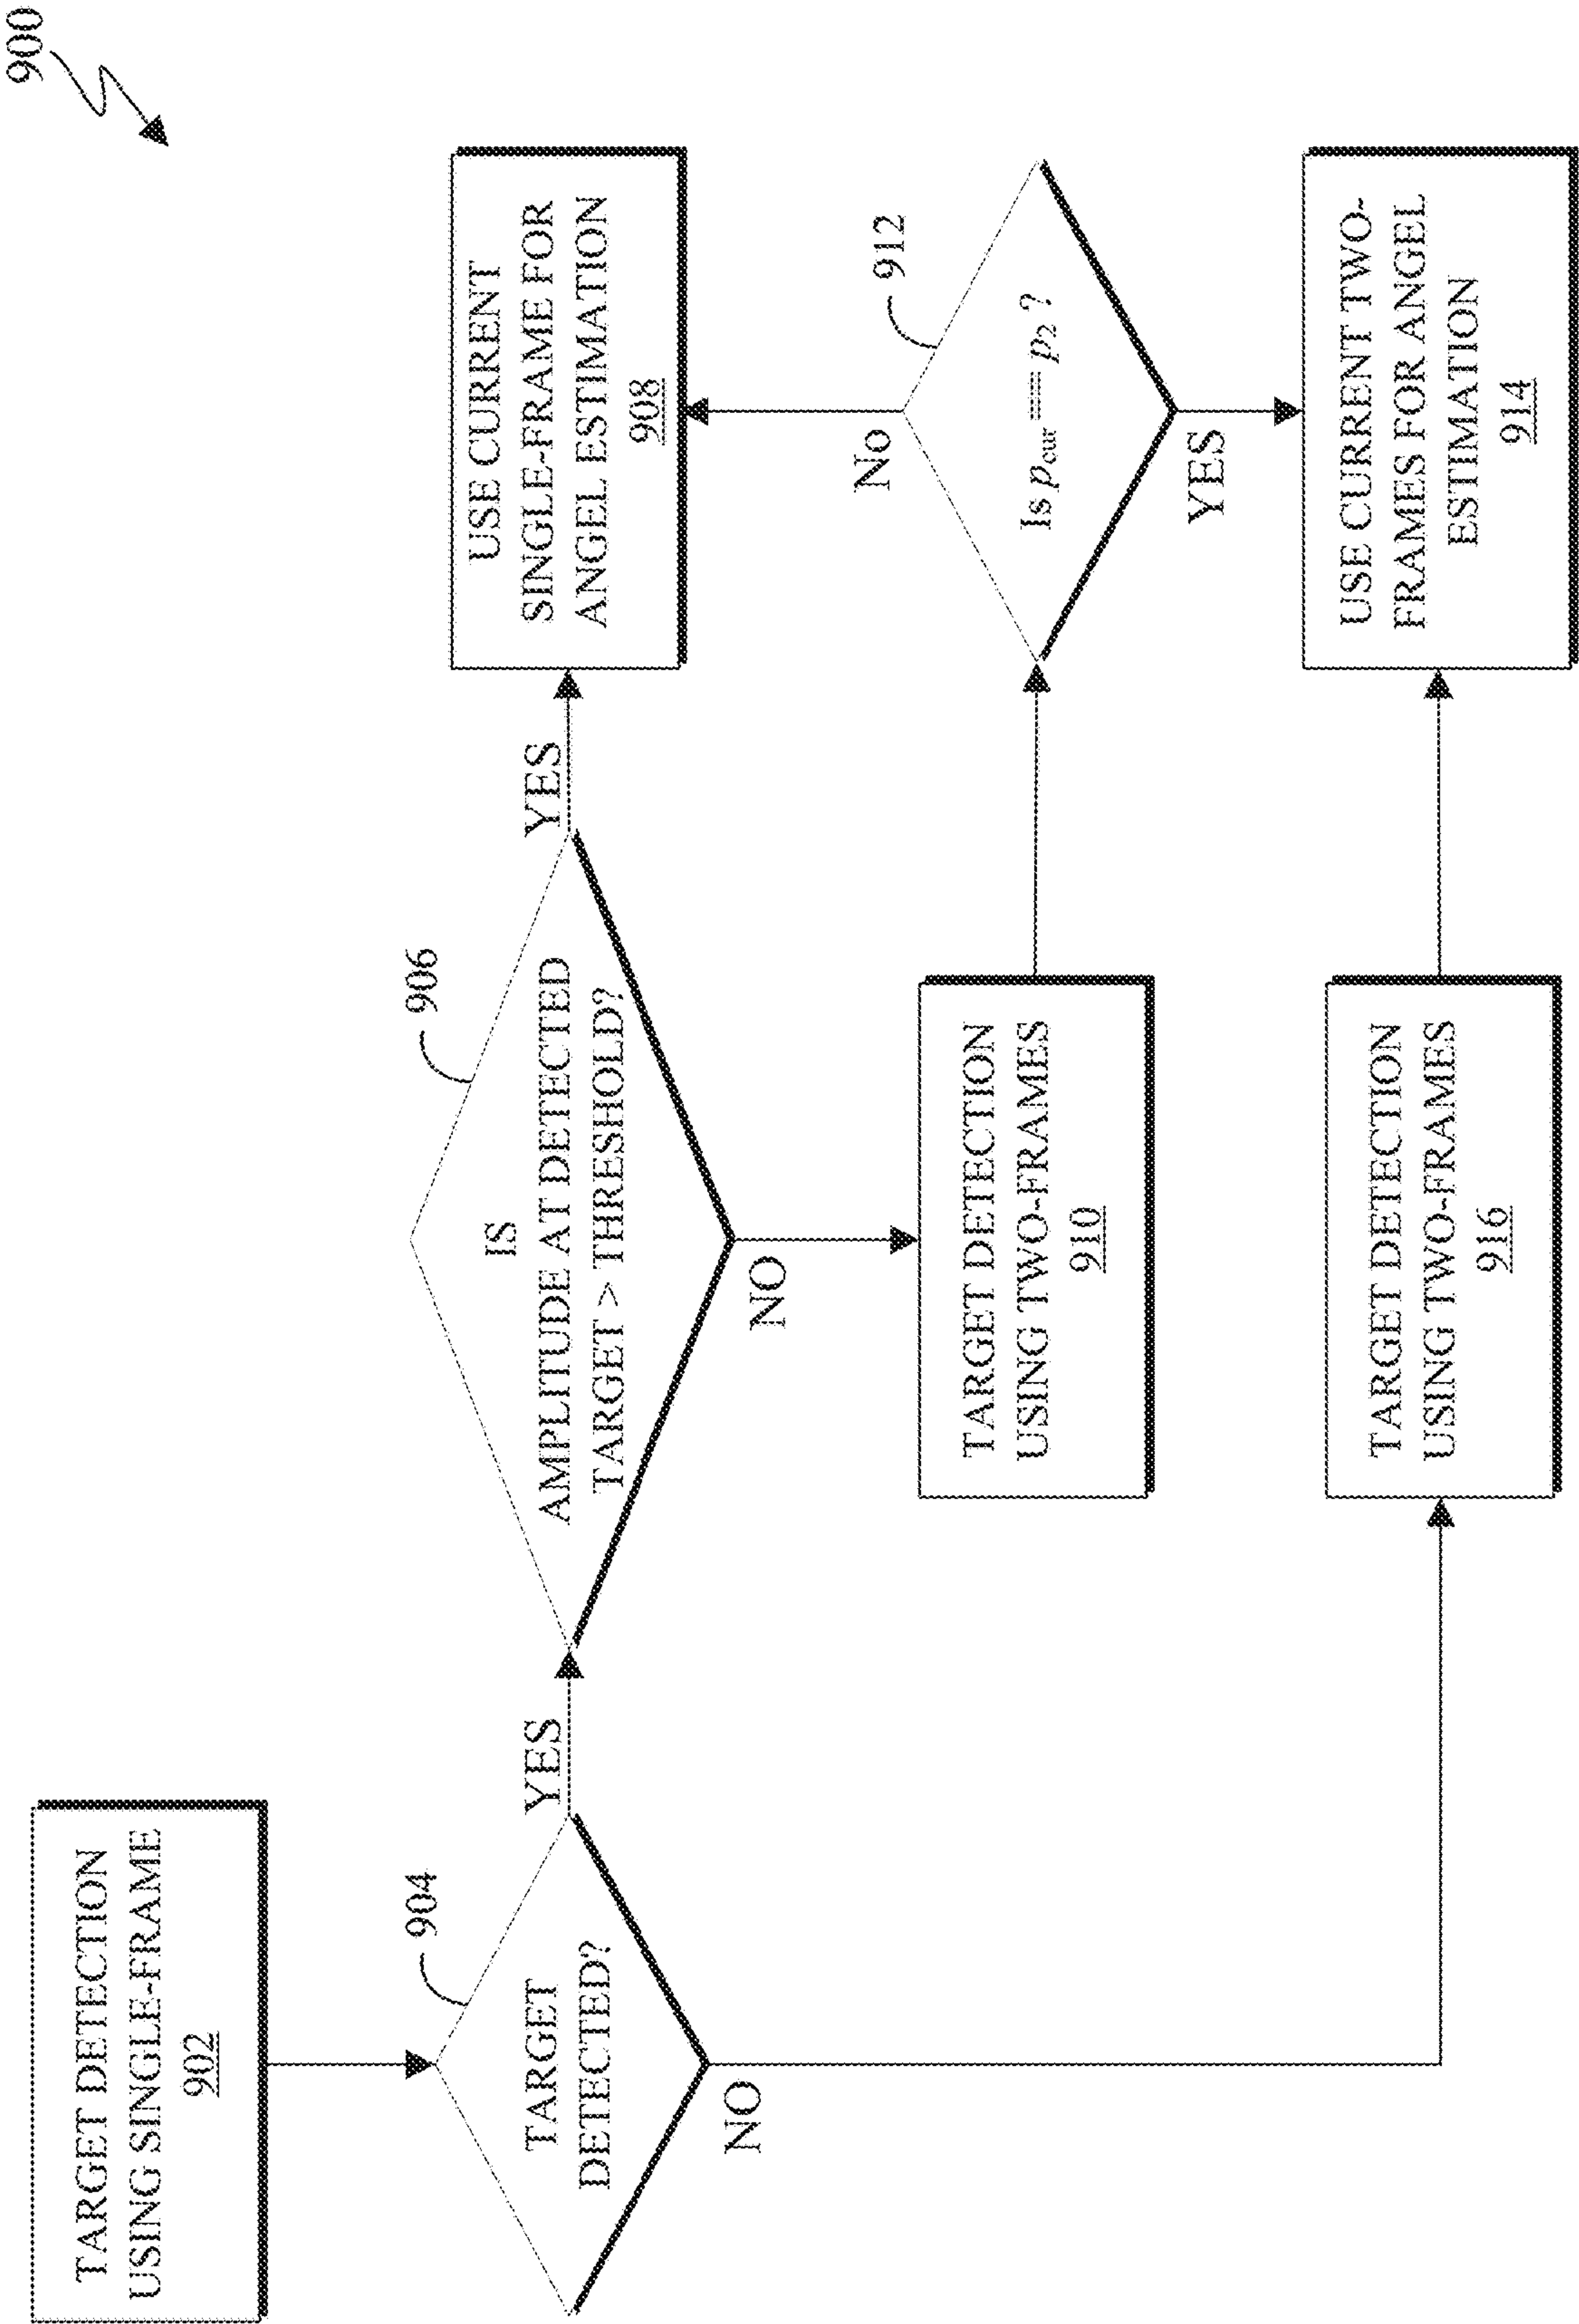 900
TARGET DETECTION
USING SINGLE-FRAME
902
904
TARGET
DETECTED?
YES
NO
906
IS
AMPLITUDE AT DETECTED
TARGET > THRESHOLD?
YES
NO
USE CURRENT
SINGLE-FRAME FOR
ANGEL ESTIMATION
908
TARGET DETECTION
USING TWO-FRAMES
910
912
Is p_cur == p₂ ?
No
YES
TARGET DETECTION
USING TWO-FRAMES
916
USE CURRENT TWO-
FRAMES FOR ANGEL
ESTIMATION
914